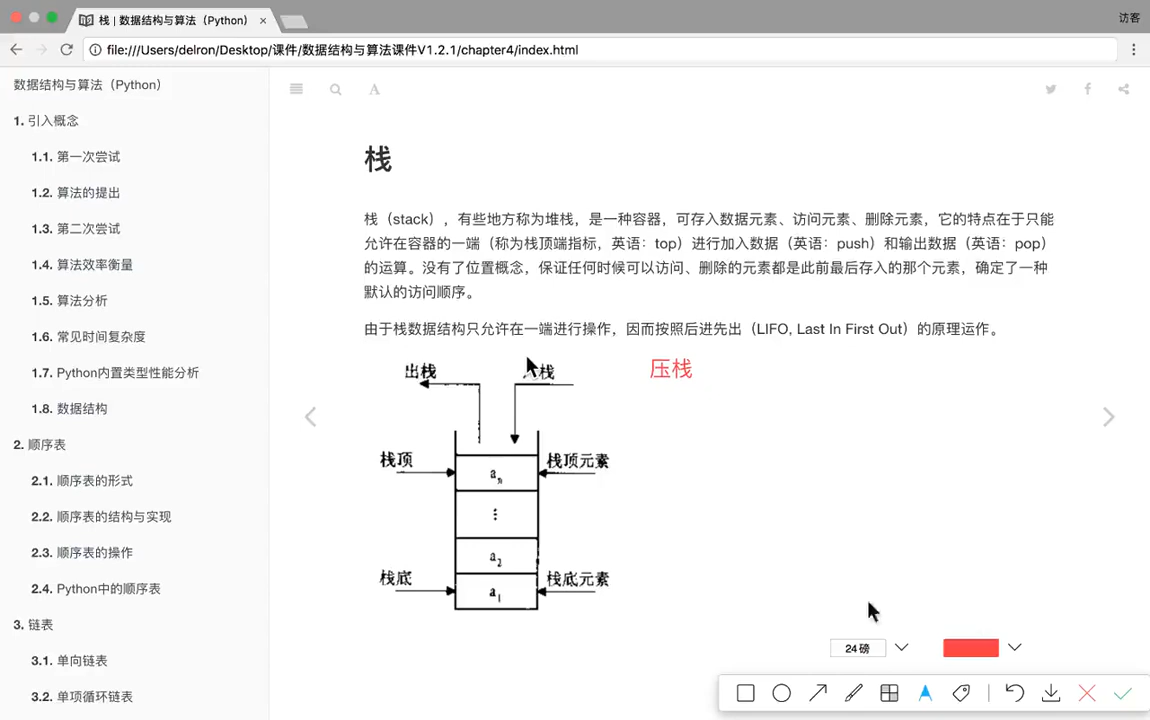 栈 | 数据结构与算法（Python）
访客
file:///Users/delron/Desktop/课件/数据结构与算法课件V1.2.1/chapter4/index.html
数据结构与算法（Python）
1. 引入概念
1.1. 第一次尝试
1.2. 算法的提出
1.3. 第二次尝试
1.4. 算法效率衡量
1.5. 算法分析
1.6. 常见时间复杂度
1.7. Python内置类型性能分析
1.8. 数据结构
2. 顺序表
2.1. 顺序表的形式
2.2. 顺序表的结构与实现
2.3. 顺序表的操作
2.4. Python中的顺序表
3. 链表
3.1. 单向链表
3.2. 单项循环链表
A
栈
栈（stack），有些地方称为堆栈，是一种容器，可存入数据元素、访问元素、删除元素，它的特点在于只能
允许在容器的一端（称为栈顶端指标，英语：top）进行加入数据（英语：push）和输出数据（英语：pop）
的运算。没有了位置概念，保证任何时候可以访问、删除的元素都是此前最后存入的那个元素，确定了一种
默认的访问顺序。
由于栈数据结构只允许在一端进行操作，因而按照后进先出（LIFO, Last In First Out）的原理运作。
出栈
栈
压栈
栈顶
aₙ
栈顶元素
⋮
a₂
栈底
a₁
栈底元素
24磅